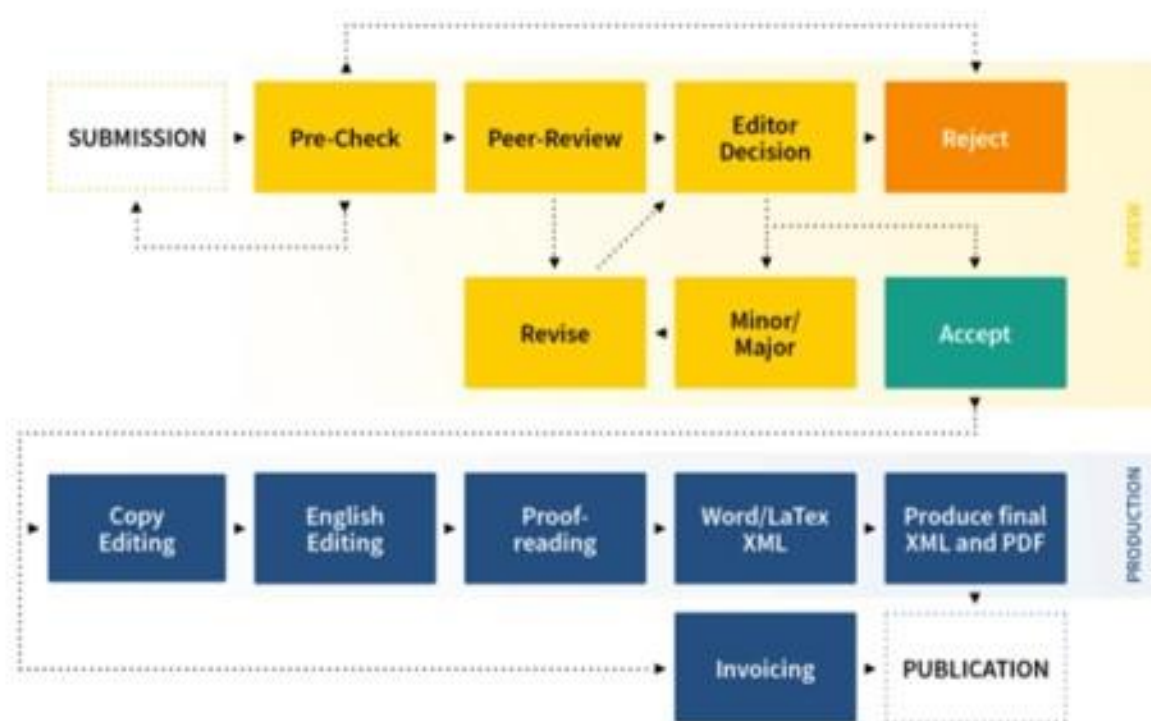 SUBMISSION
Pre-Check
Peer-Review
Editor
Decision
Reject
REVIEW
Revise
Minor/
Major
Accept
Copy
Editing
English
Editing
Proof-
reading
Word/LaTex
XML
Produce final
XML and PDF
PRODUCTION
Invoicing
PUBLICATION